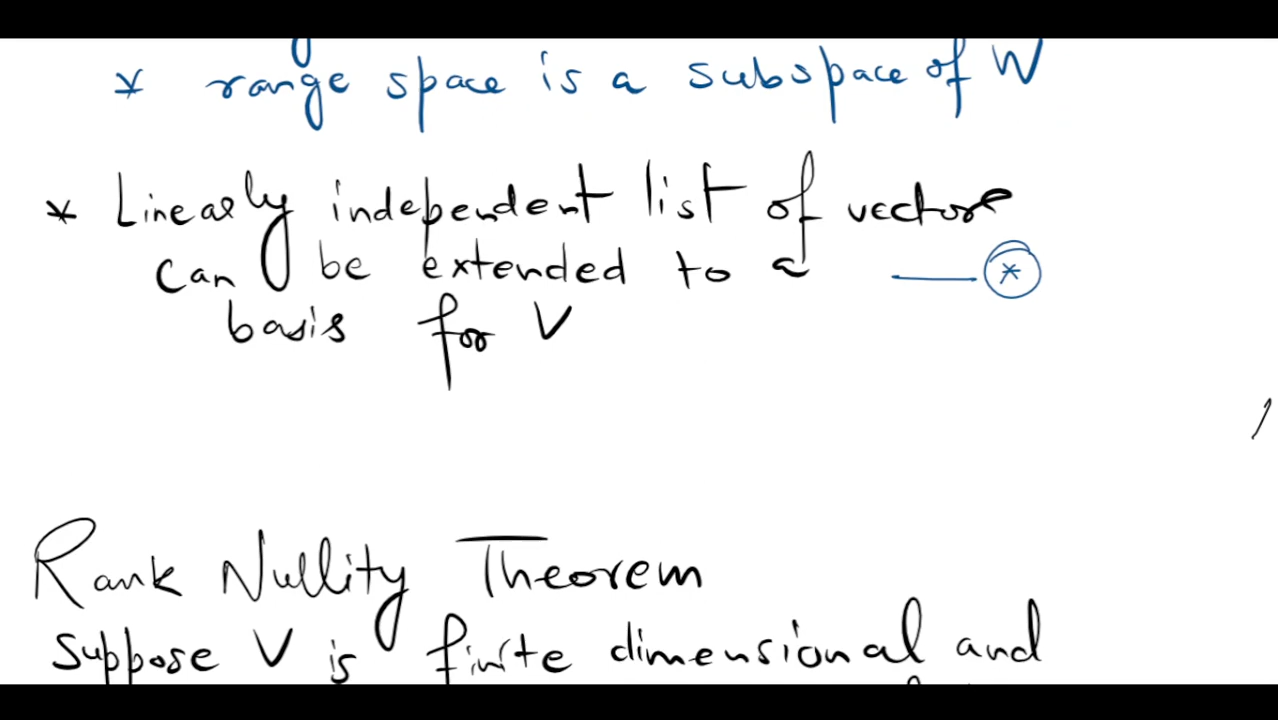 * range space is a subspace of W
* Linearly independent list of vectors
can be extended to a —— *
basis for V
Rank Nullity Theorem
Suppose V is finite dimensional and